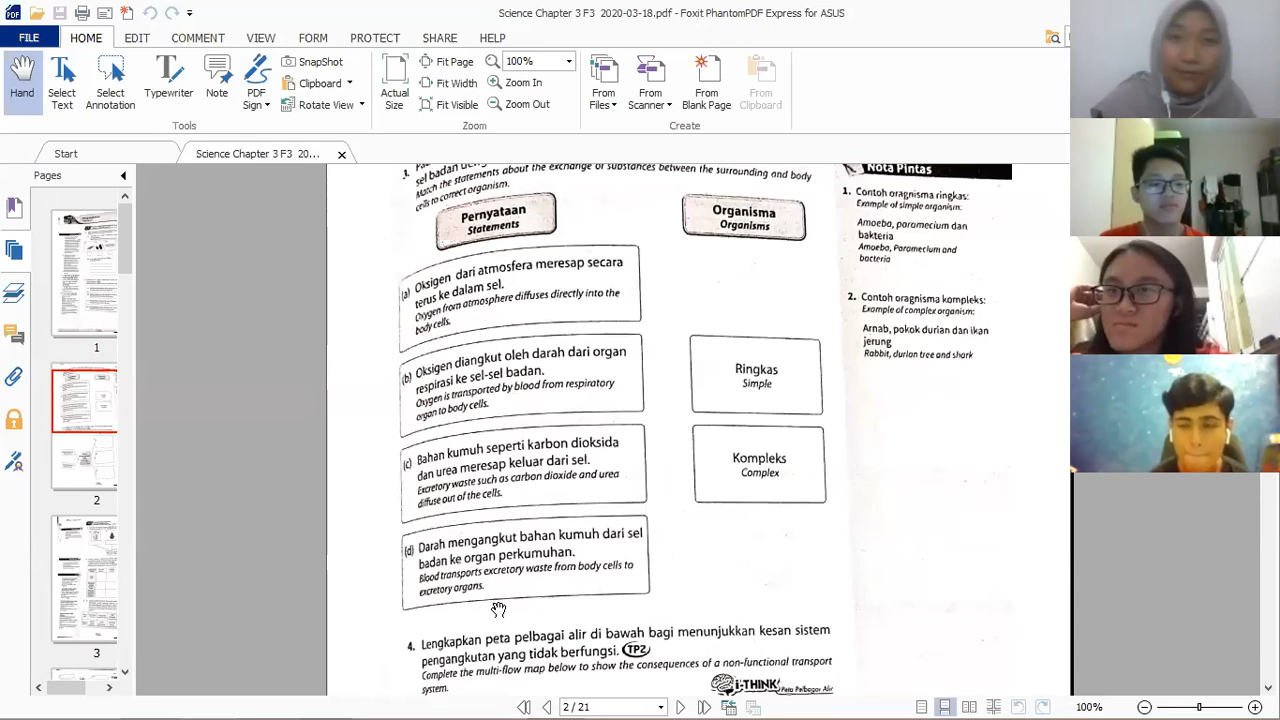 Science Chapter 3 F3 2020-03-18.pdf - Foxit PhantomPDF Express for ASUS
FILE HOME EDIT COMMENT VIEW FORM PROTECT SHARE HELP
Hand
Select Text
Select Annotation
Typewriter
Note
PDF Sign
SnapShot
Clipboard
Rotate View
Tools
Actual Size
Fit Page
Fit Width
Fit Visible
100%
Zoom In
Zoom Out
Zoom
From Files
From Scanner
From Blank Page
From Clipboard
Create
Start
Science Chapter 3 F3 20...
Pages
1
2
3
sel badan
Match the statements about the exchange of substances between the surrounding and body
cells to correct organism.
Pernyataan
Statements
Organisma
Organisms
(a) Oksigen dari atmosfera meresap secara
terus ke dalam sel.
Oxygen from atmosphere diffuses directly into the
body cells.
(b) Oksigen diangkut oleh darah dari organ
respirasi ke sel-sel badan.
Oxygen is transported by blood from respiratory
organ to body cells.
(c) Bahan kumuh seperti karbon dioksida
dan urea meresap keluar dari sel.
Excretory waste such as carbon dioxide and urea
diffuse out of the cells.
(d) Darah mengangkut bahan kumuh dari sel
badan ke organ perkumuhan.
Blood transports excretory waste from body cells to
excretory organs.
Ringkas
Simple
Kompleks
Complex
Nota Pintas
1. Contoh oragnisma ringkas:
Example of simple organism:
Amoeba, paramecium dan
bakteria
Amoeba, Paramecium and
bacteria
2. Contoh oragnisma kompleks:
Example of complex organism:
Arnab, pokok durian dan ikan
jerung
Rabbit, durian tree and shark
4. Lengkapkan peta pelbagai alir di bawah bagi menunjukkan kesan sistem
pengangkutan yang tidak berfungsi. TP2
Complete the multi-flow map below to show the consequences of a non-functional transport
system.
i-THINK Peta Pelbagai Alir
2 / 21
100%